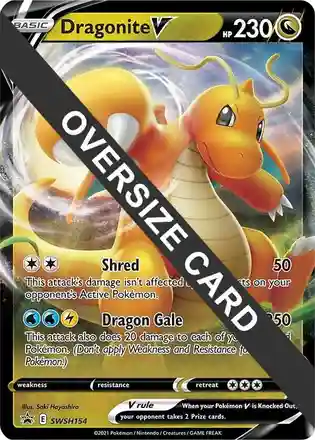 BASIC
Dragonite V
HP 230
OVERSIZE CARD
Shred 50
This attack's damage isn't affected on your
opponent's Active Pokémon.
Dragon Gale 250
This attack also does 20 damage to each of your
Pokémon. (Don't apply Weakness and Resistance for
Pokémon.)
weakness resistance retreat
Illus. Saki Hayashiro
V rule
When your Pokémon V is Knocked Out,
your opponent takes 2 Prize cards.
E SWSH154
©2021 Pokémon / Nintendo / Creatures / GAME FREAK